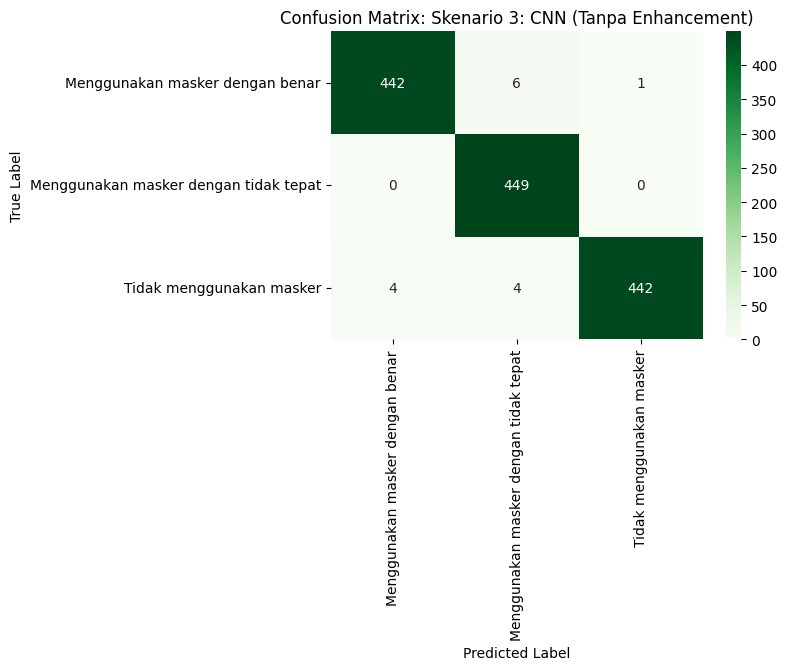 Confusion Matrix: Skenario 3: CNN (Tanpa Enhancement)
True Label
Menggunakan masker dengan benar
442 6 1
Menggunakan masker dengan tidak tepat
0 449 0
Tidak menggunakan masker
4 4 442
400
350
300
250
200
150
100
50
0
Menggunakan masker dengan benar
Menggunakan masker dengan tidak tepat
Tidak menggunakan masker
Predicted Label